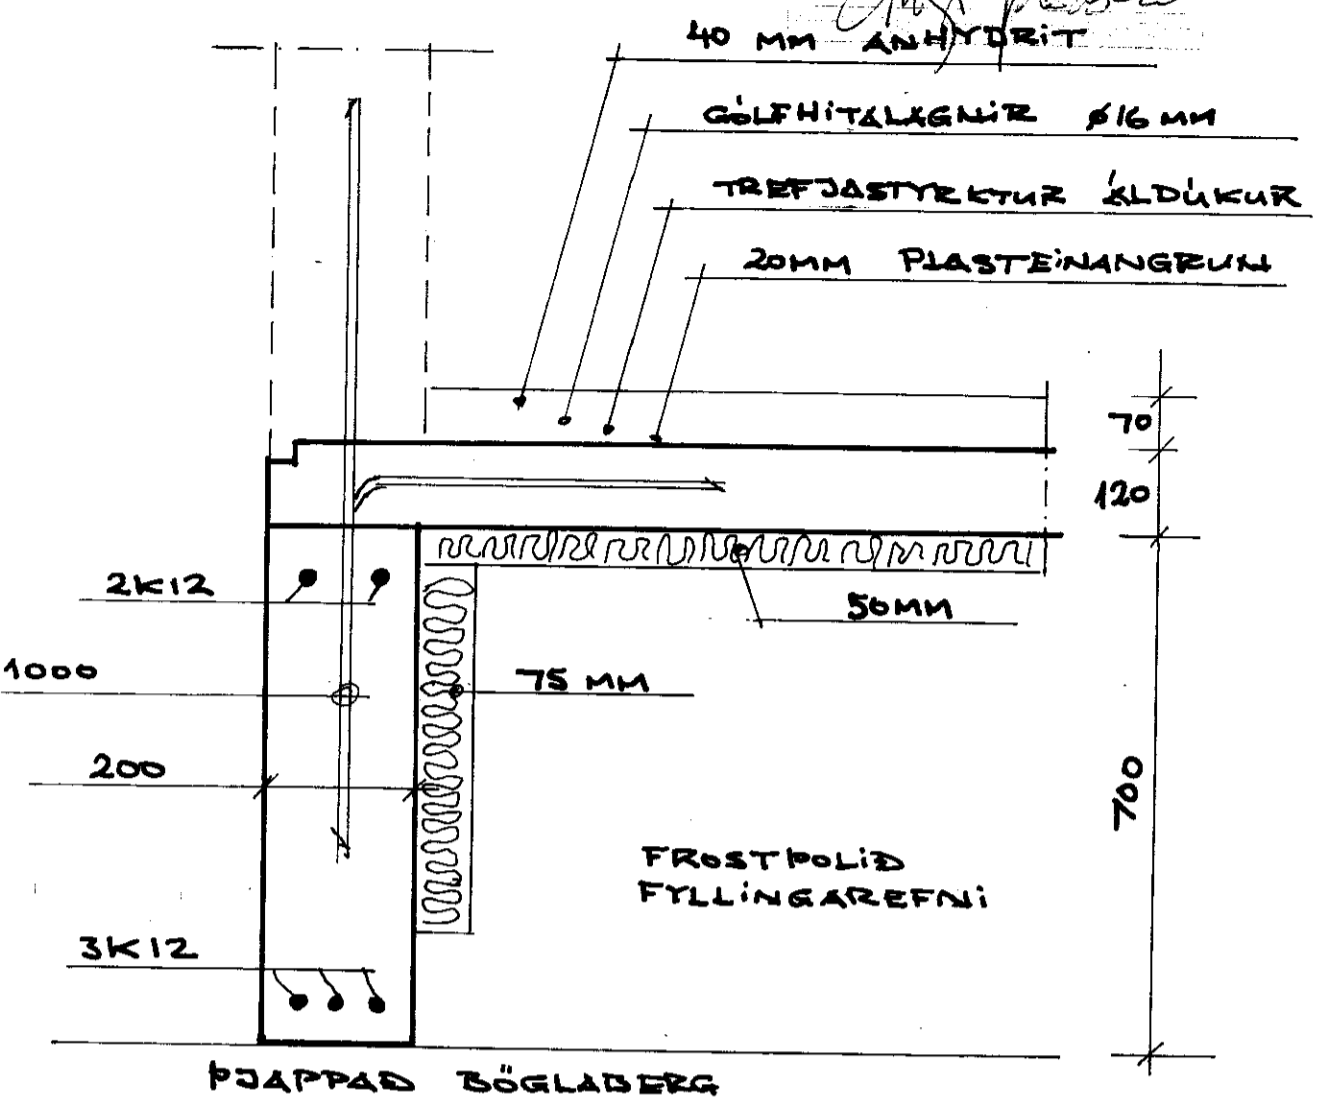 40 MM ANHYDRiT
GÓLFHiTALAGNiR Ø16 MM
TREFJASTYRKTUR ÁLDÚKUR
20MM PLASTEiNANGRUN
70
120
2K12
50MM
1000
75 MM
200
700
FROSTÞOLiÐ
FYLLiNGAREFNi
3K12
ÞJAPPAÐ BÖGLABERG